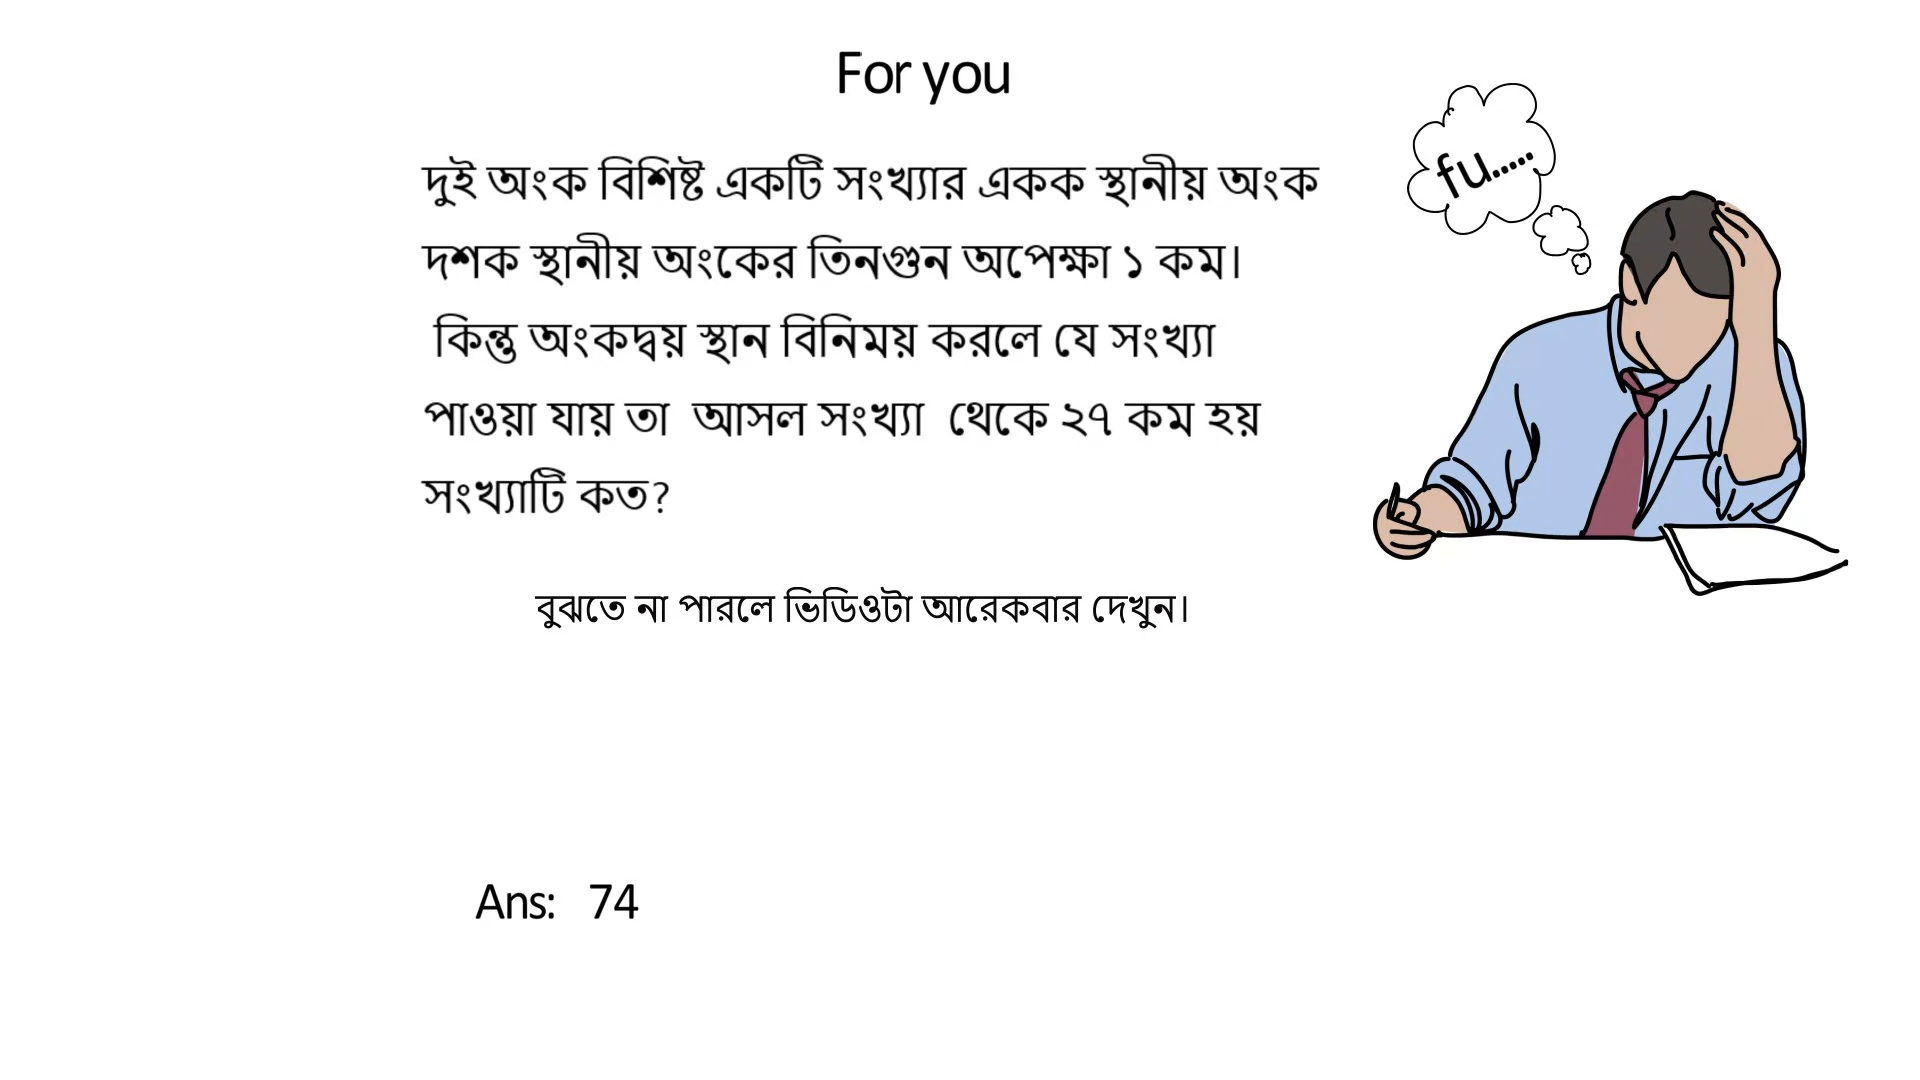 For you
fu.....
দুই অংক বিশিষ্ট একটি সংখ্যার একক স্থানীয় অংক
দশক স্থানীয় অংকের তিনগুন অপেক্ষা ১ কম।
কিন্তু অংকদ্বয় স্থান বিনিময় করলে যে সংখ্যা
পাওয়া যায় তা আসল সংখ্যা থেকে ২৭ কম হয়
সংখ্যাটি কত?
বুঝতে না পারলে ভিডিওটা আরেকবার দেখুন।
Ans: 74